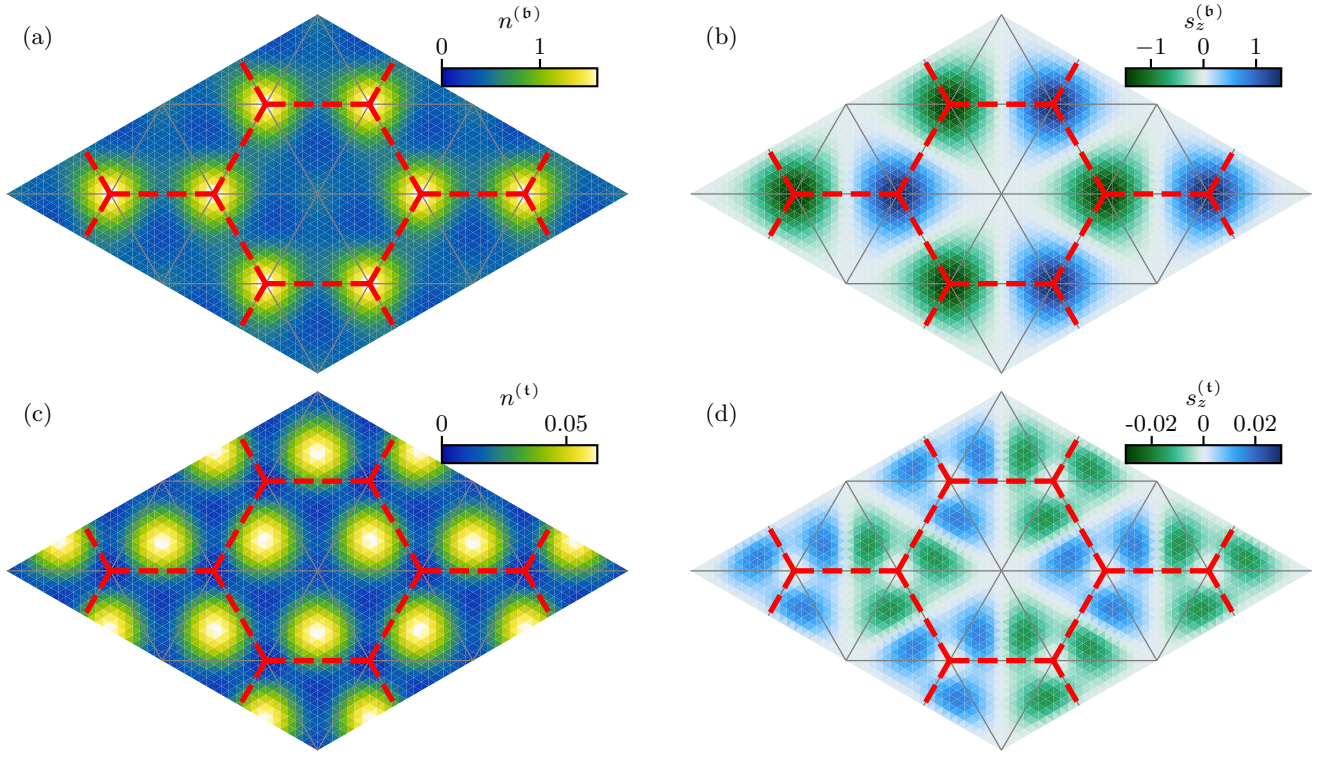 (a)
n^(𝔟)
0 1
(b)
s_z^(𝔟)
−1 0 1
(c)
n^(𝔱)
0 0.05
(d)
s_z^(𝔱)
-0.02 0 0.02